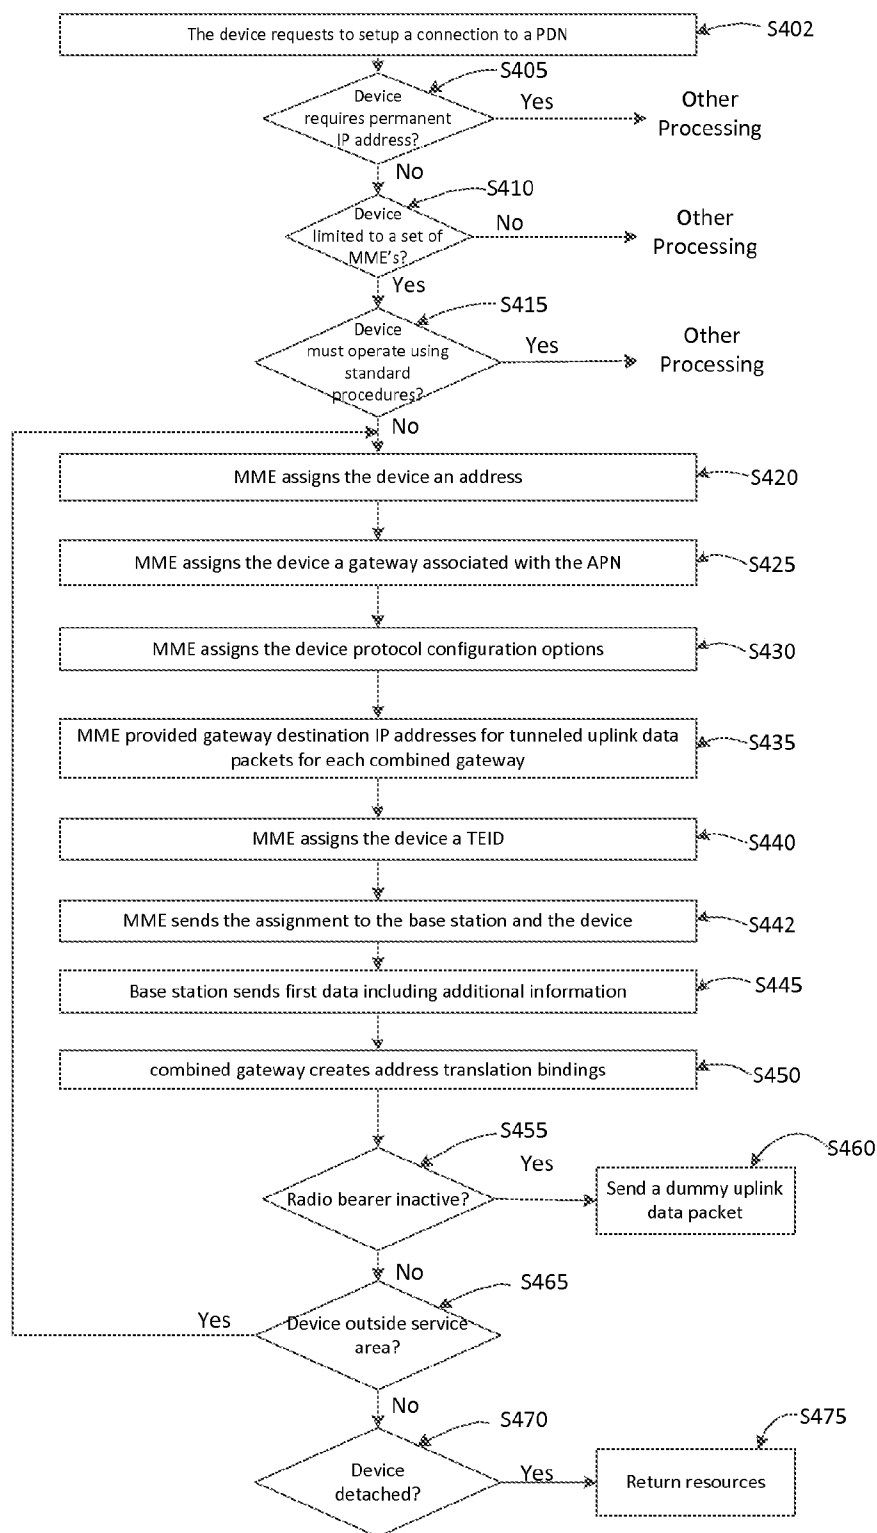 The device requests to setup a connection to a PDN
S402
S405
Device
requires permanent
IP address?
Yes
Other
Processing
No
S410
Device
limited to a set of
MME's?
No
Other
Processing
Yes
S415
Device
must operate using
standard
procedures?
Yes
Other
Processing
No
MME assigns the device an address
S420
MME assigns the device a gateway associated with the APN
S425
MME assigns the device protocol configuration options
S430
MME provided gateway destination IP addresses for tunneled uplink data
packets for each combined gateway
S435
MME assigns the device a TEID
S440
MME sends the assignment to the base station and the device
S442
Base station sends first data including additional information
S445
combined gateway creates address translation bindings
S450
S455
Radio bearer inactive?
Yes
S460
Send a dummy uplink
data packet
No
S465
Device outside service
area?
Yes
No
S470
Device
detached?
Yes
S475
Return resources